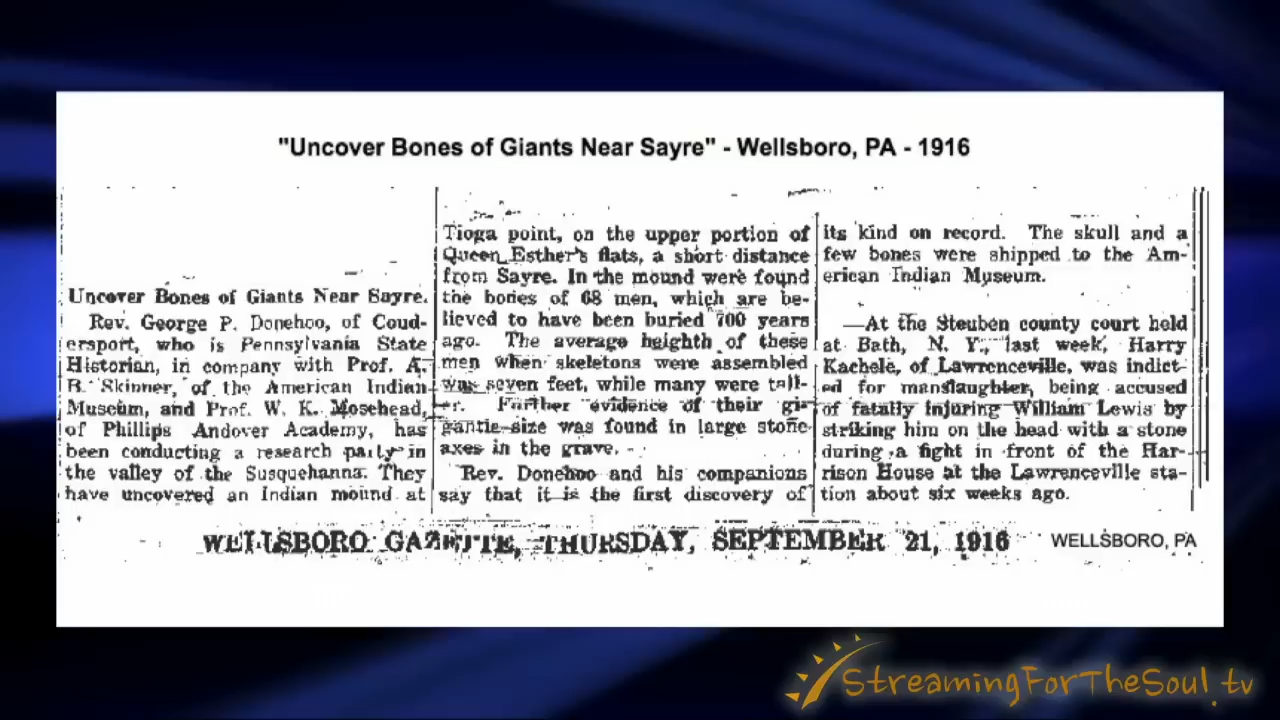 "Uncover Bones of Giants Near Sayre" - Wellsboro, PA - 1916
Uncover Bones of Giants Near Sayre.
Rev. George P. Donehoo, of Coud-
ersport, who is Pennsylvania State
Historian, in company with Prof. A.
B. Skinner, of the American Indian
Museum, and Prof. W. K. Mosehead,
of Phillips Andover Academy, has
been conducting a research party in
the valley of the Susquehanna. They
have uncovered an Indian mound at
Tioga point, on the upper portion of
Queen Esther's flats, a short distance
from Sayre. In the mound were found
the bones of 68 men, which are be-
lieved to have been buried 700 years
ago. The average heighth of these
men when skeletons were assembled
was seven feet, while many were tall-
er. Further evidence of their gi-
gantic size was found in large stone
axes in the grave.
Rev. Donehoo and his companions
say that it is the first discovery of
its kind on record. The skull and a
few bones were shipped to the Am-
erican Indian Museum.
—At the Steuben county court held
at Bath, N. Y., last week, Harry
Kachele, of Lawrenceville, was indict-
ed for manslaughter, being accused
of fatally injuring William Lewis by
striking him on the head with a stone
during a fight in front of the Har-
rison House at the Lawrenceville sta-
tion about six weeks ago.
WELLSBORO GAZETTE, THURSDAY, SEPTEMBER 21, 1916
WELLSBORO, PA
StreamingForTheSoul.tv